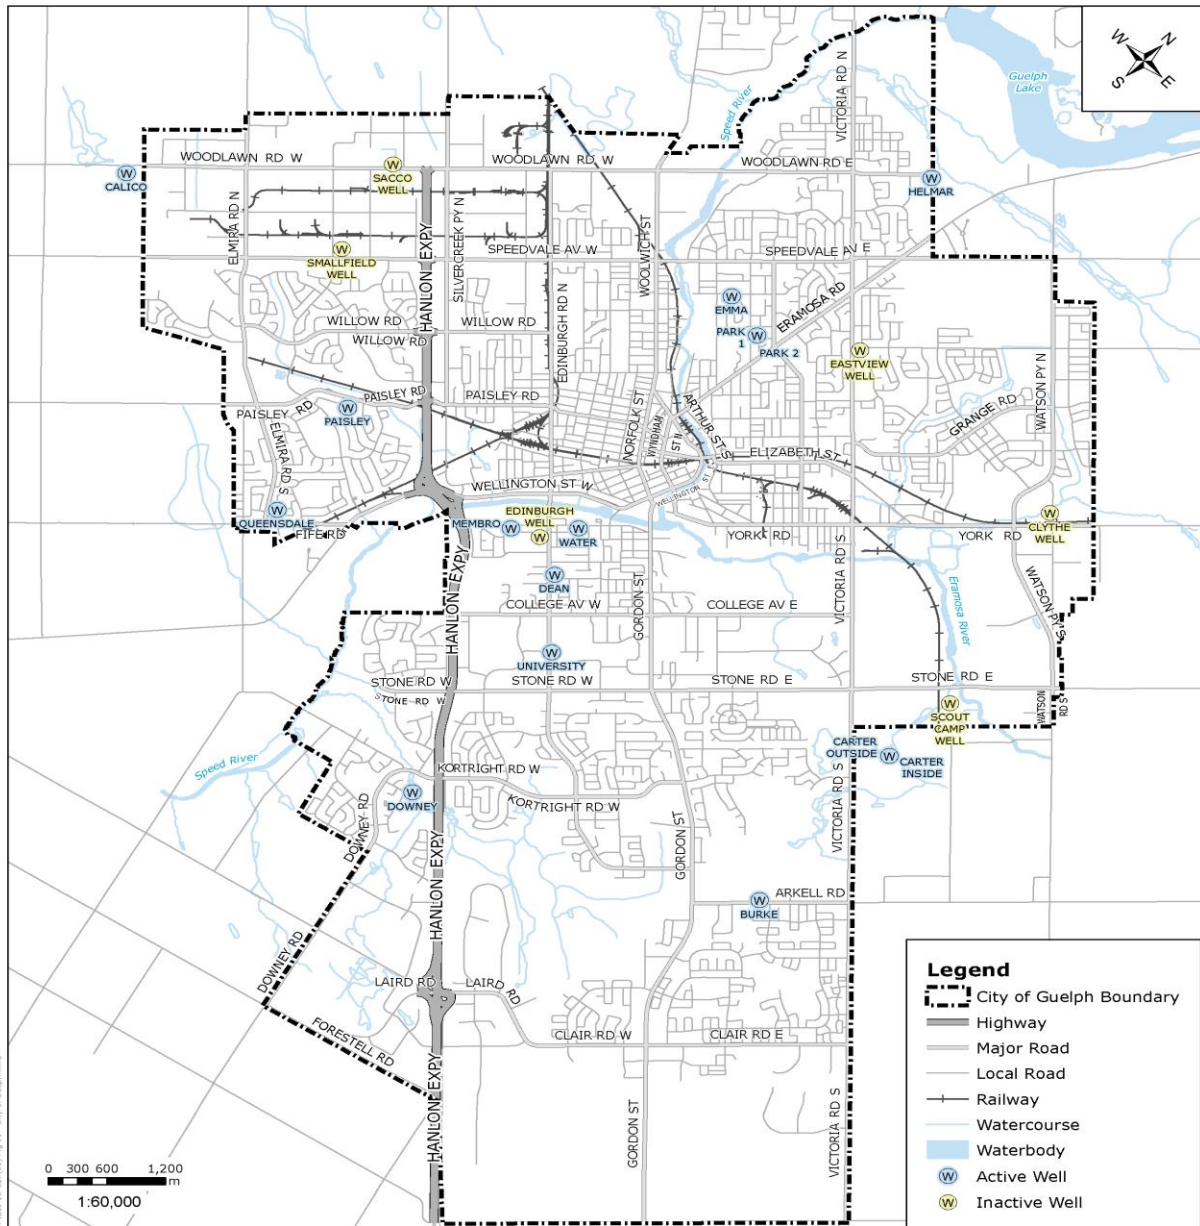 N
W
E
S
Guelph
Lake
Speed River
VICTORIA RD N
WOODLAWN RD W
WOODLAWN RD W
WOODLAWN RD E
W
CALICO
W
SACCO
WELL
W
HELMAR
ELMIRA RD N
HANLON EXPY
SILVERCREEK PY N
WOOLWICH ST
W
SMALLFIELD
WELL
SPEEDVALE AV W
SPEEDVALE AV E
EDINBURGH RD N
W
EMMA
ERAMOSA RD
WILLOW RD
WILLOW RD
WILLOW RD
PARK
1
W
PARK 2
W
EASTVIEW
WELL
WATSON PY N
PAISLEY RD
PAISLEY RD
PAISLEY RD
W
PAISLEY
NORFOLK ST
WYNDHAM
ST N
ARTHUR ST S
GRANGE RD
ELMIRA RD S
ELIZABETH ST
WELLINGTON ST W
WELLINGTON ST
W
QUEENSDALE
FIFE RD
MEMBRO
W
EDINBURGH
WELL
W
W
WATER
YORK RD
YORK RD
W
CLYTHE
WELL
HANLON EXPY
W
DEAN
GORDON ST
VICTORIA RD S
Eramosa River
WATSON PY S
COLLEGE AV W
COLLEGE AV E
W
UNIVERSITY
STONE RD W
STONE RD W
STONE RD W
STONE RD E
STONE RD E
WATSON
RD S
W
SCOUT
CAMP
WELL
CARTER
OUTSIDE
W
CARTER
INSIDE
Speed River
KORTRIGHT RD W
KORTRIGHT RD W
W
DOWNEY
DOWNEY RD
VICTORIA RD S
GORDON ST
HANLON EXPY
ARKELL RD
W
BURKE
DOWNEY RD
LAIRD RD
LAIRD RD
CLAIR RD W
CLAIR RD E
FORESTELL RD
HANLON EXPY
GORDON ST
VICTORIA RD S
0 300 600 1,200
m
1:60,000
Legend
City of Guelph Boundary
Highway
Major Road
Local Road
Railway
Watercourse
Waterbody
W Active Well
W Inactive Well